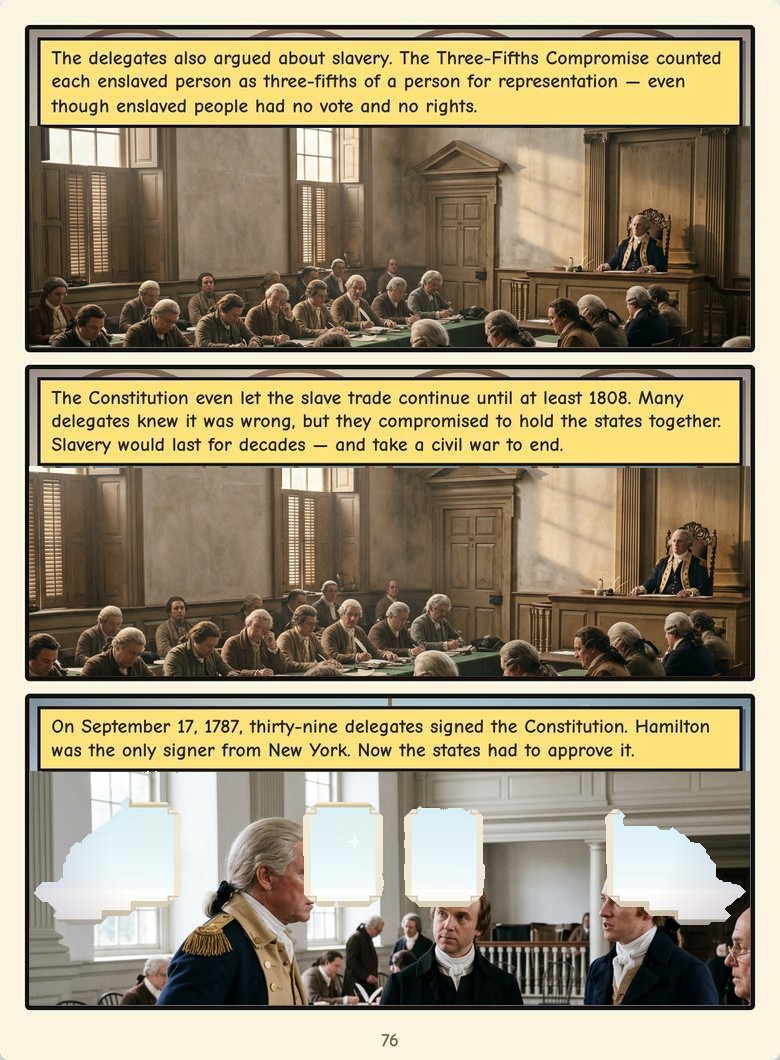 The delegates also argued about slavery. The Three-Fifths Compromise counted
each enslaved person as three-fifths of a person for representation — even
though enslaved people had no vote and no rights.
The Constitution even let the slave trade continue until at least 1808. Many
delegates knew it was wrong, but they compromised to hold the states together.
Slavery would last for decades — and take a civil war to end.
On September 17, 1787, thirty-nine delegates signed the Constitution. Hamilton
was the only signer from New York. Now the states had to approve it.
76